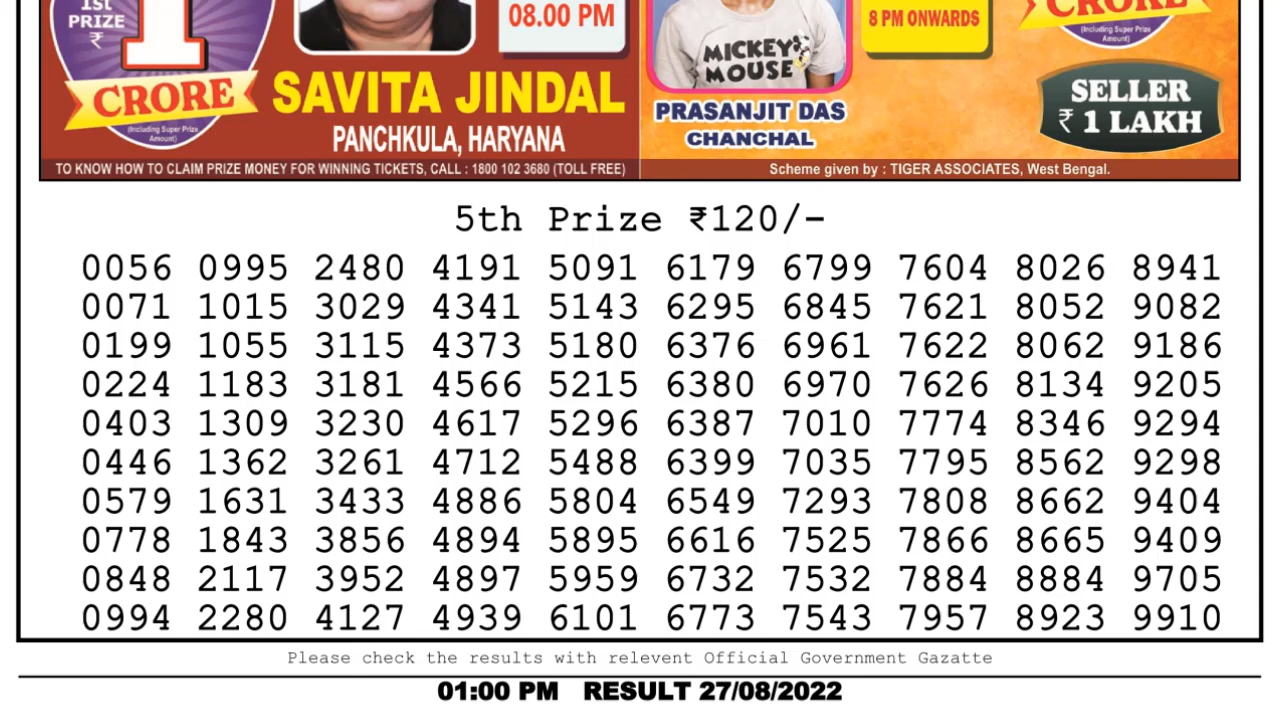 1st
PRIZE
₹
1
CRORE
(Including Super Prize
Amount)
08.00 PM
SAVITA JINDAL
PANCHKULA, HARYANA
TO KNOW HOW TO CLAIM PRIZE MONEY FOR WINNING TICKETS, CALL : 1800 102 3680 (TOLL FREE)
MICKEY
MOUSE
PRASANJIT DAS
CHANCHAL
8 PM ONWARDS
CRORE
(Including Super Prize
Amount)
SELLER
₹ 1 LAKH
Scheme given by : TIGER ASSOCIATES, West Bengal.
5th Prize ₹120/-
0056 0995 2480 4191 5091 6179 6799 7604 8026 8941
0071 1015 3029 4341 5143 6295 6845 7621 8052 9082
0199 1055 3115 4373 5180 6376 6961 7622 8062 9186
0224 1183 3181 4566 5215 6380 6970 7626 8134 9205
0403 1309 3230 4617 5296 6387 7010 7774 8346 9294
0446 1362 3261 4712 5488 6399 7035 7795 8562 9298
0579 1631 3433 4886 5804 6549 7293 7808 8662 9404
0778 1843 3856 4894 5895 6616 7525 7866 8665 9409
0848 2117 3952 4897 5959 6732 7532 7884 8884 9705
0994 2280 4127 4939 6101 6773 7543 7957 8923 9910
Please check the results with relevent Official Government Gazatte
01:00 PM RESULT 27/08/2022